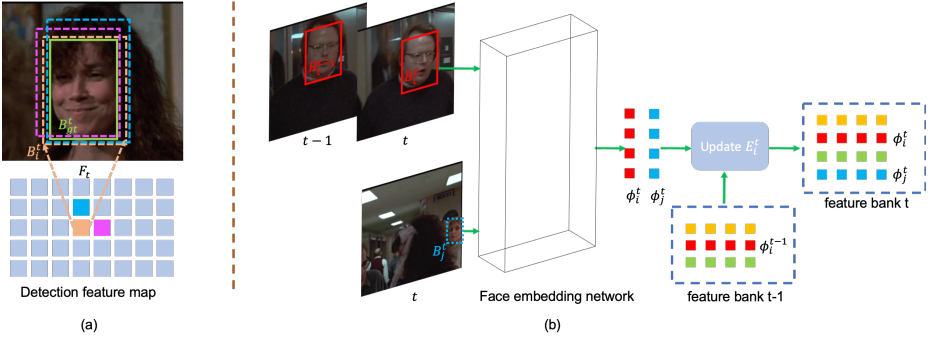 B_{gt}^{t}
B_i^t
F_t
Detection feature map
(a)
B_i^{t-1}
B_i^t
t − 1
t
B_j^t
t
Face embedding network
ϕ_i^t ϕ_j^t
Update E_i^t
ϕ_i^t
ϕ_j^t
feature bank t
ϕ_i^{t-1}
feature bank t-1
(b)